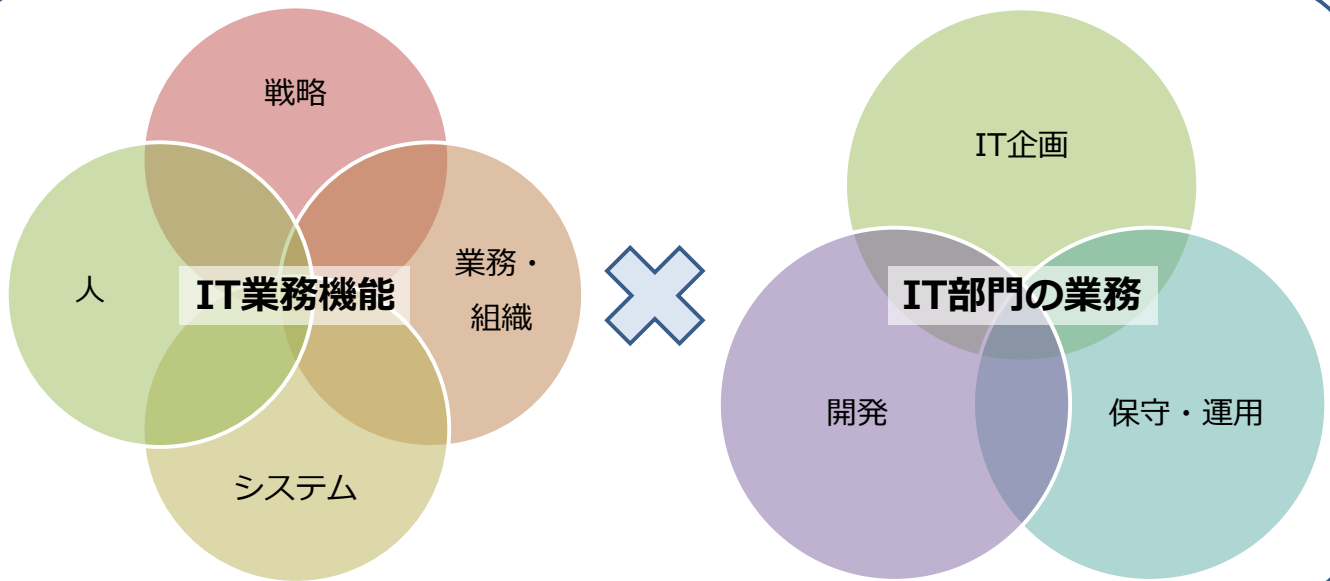 戦略
人
IT業務機能
業務・
組織
システム
IT企画
IT部門の業務
開発
保守・運用